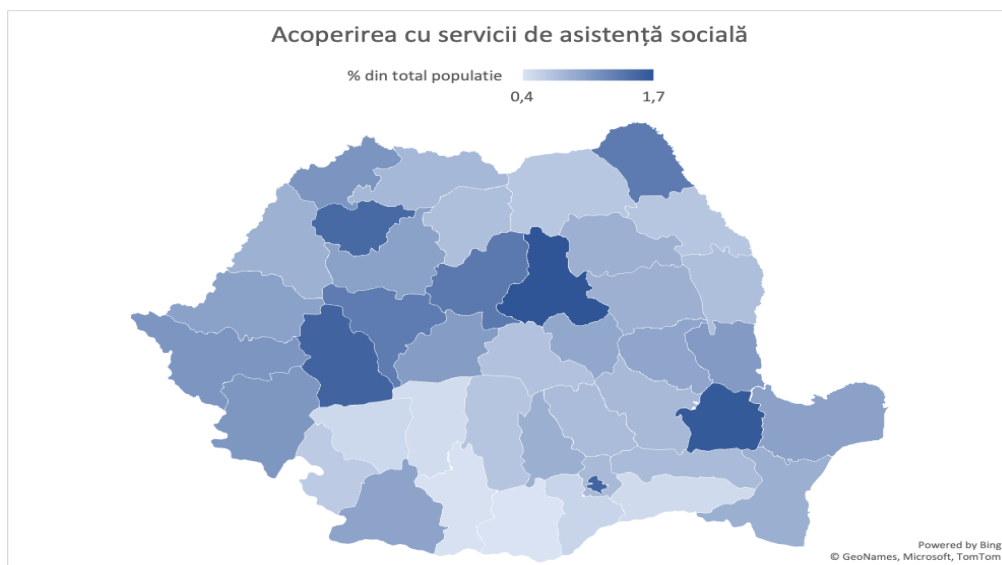 Acoperirea cu servicii de asistență socială
% din total populatie
0,4 1,7
Powered by Bing
© GeoNames, Microsoft, TomTom